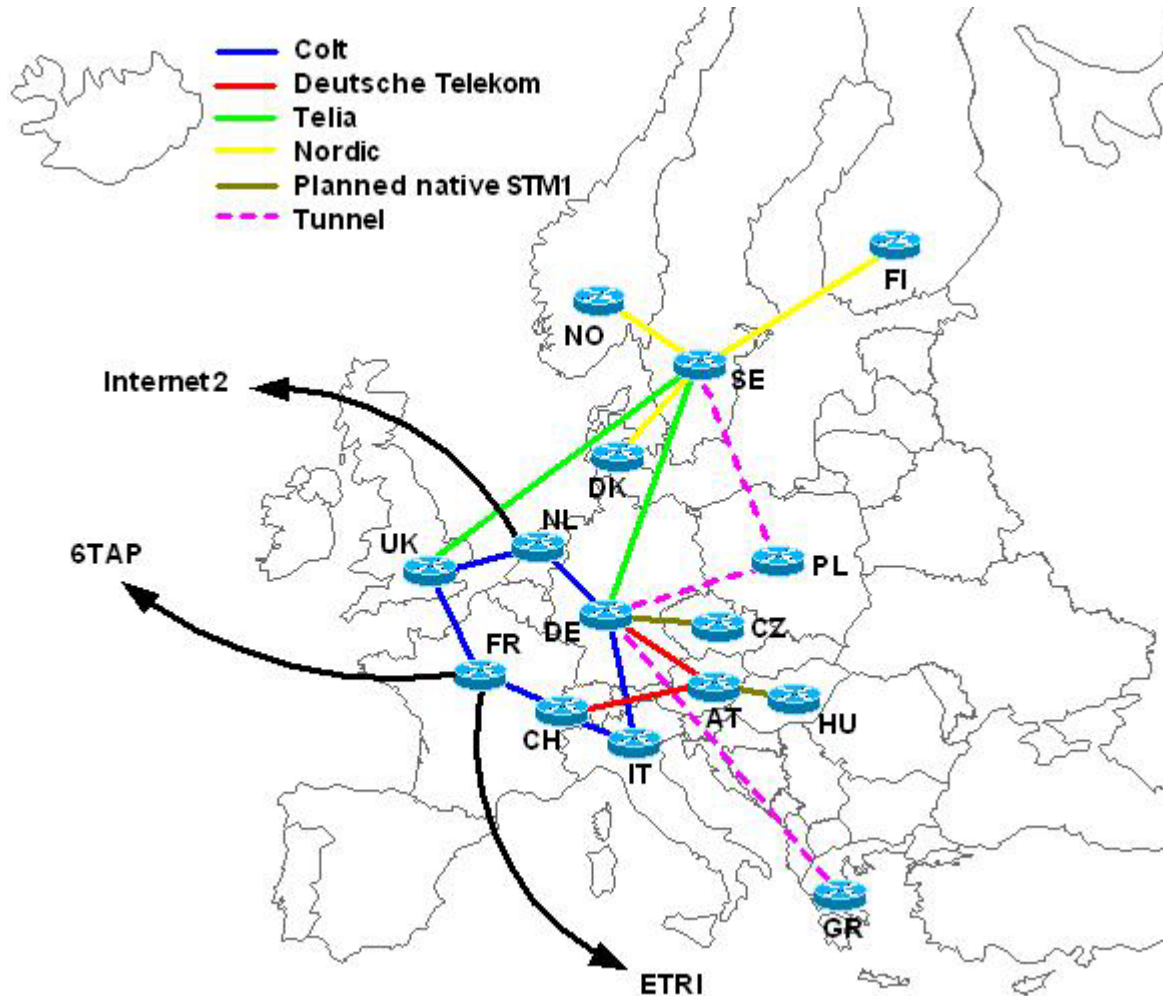 Colt
Deutsche Telekom
Telia
Nordic
Planned native STM1
Tunnel
FI
NO
SE
Internet2
DK
NL
UK
6TAP
PL
DE
CZ
FR
AT
HU
CH
IT
GR
ETRI